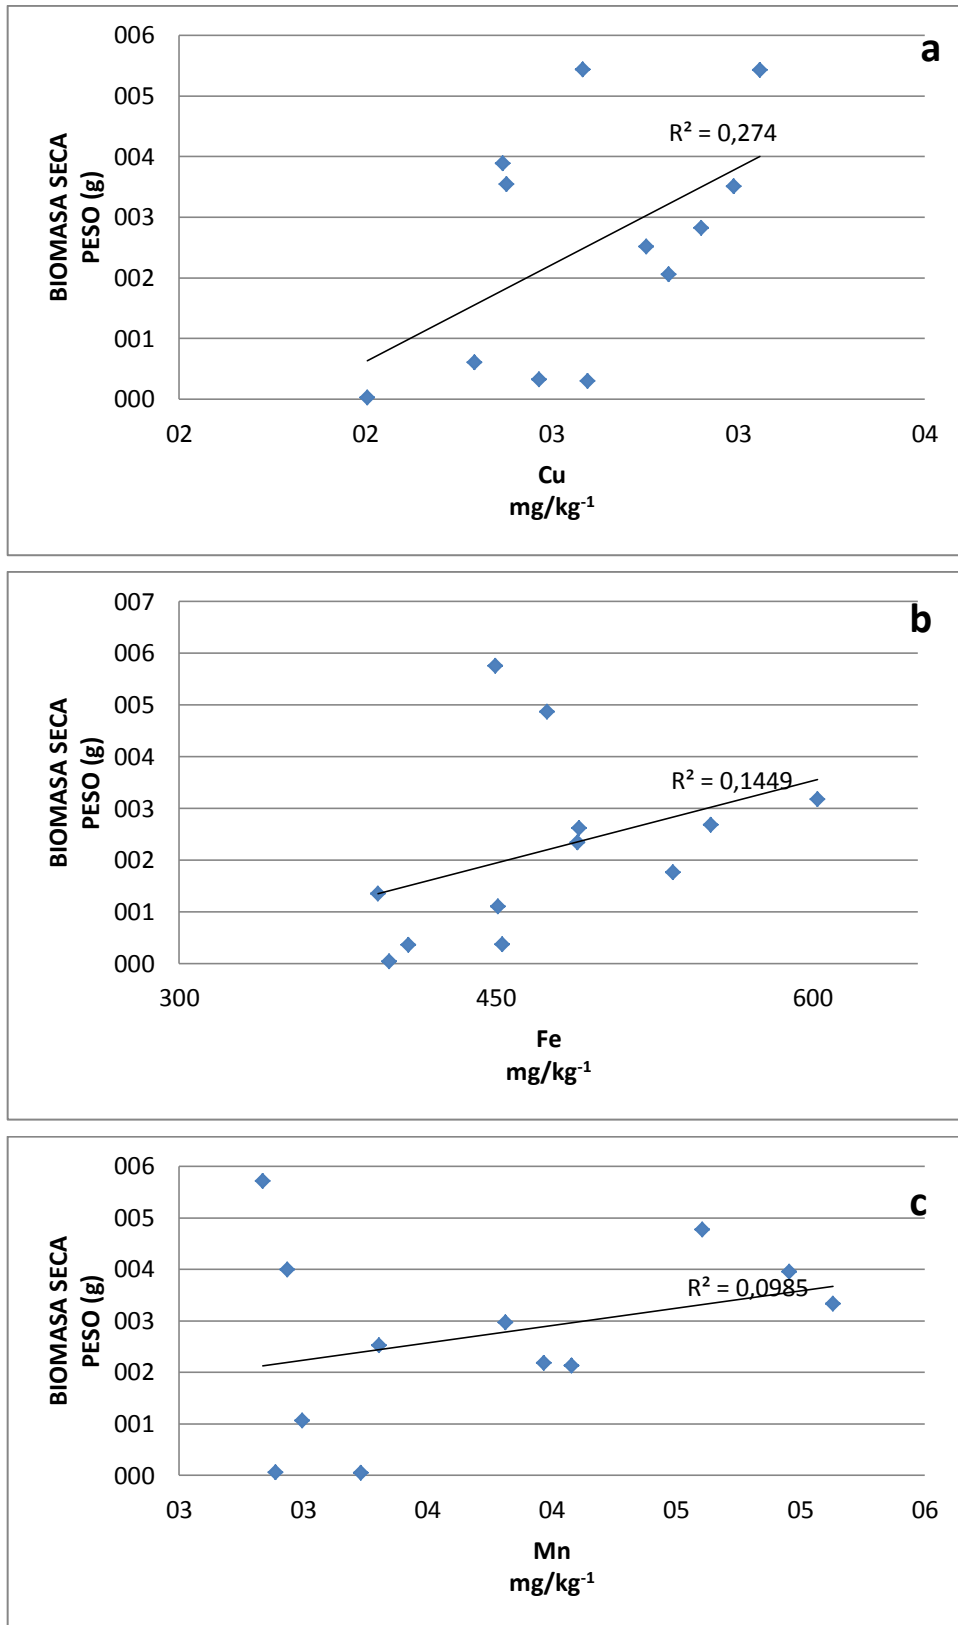 a
006
005
004
003
002
001
000
BIOMASA SECA
PESO (g)
R² = 0,274
02 02 03 03 04
Cu
mg/kg⁻¹
b
007
006
005
004
003
002
001
000
BIOMASA SECA
PESO (g)
R² = 0,1449
300 450 600
Fe
mg/kg⁻¹
c
006
005
004
003
002
001
000
BIOMASA SECA
PESO (g)
R² = 0,0985
03 03 04 04 05 05 06
Mn
mg/kg⁻¹